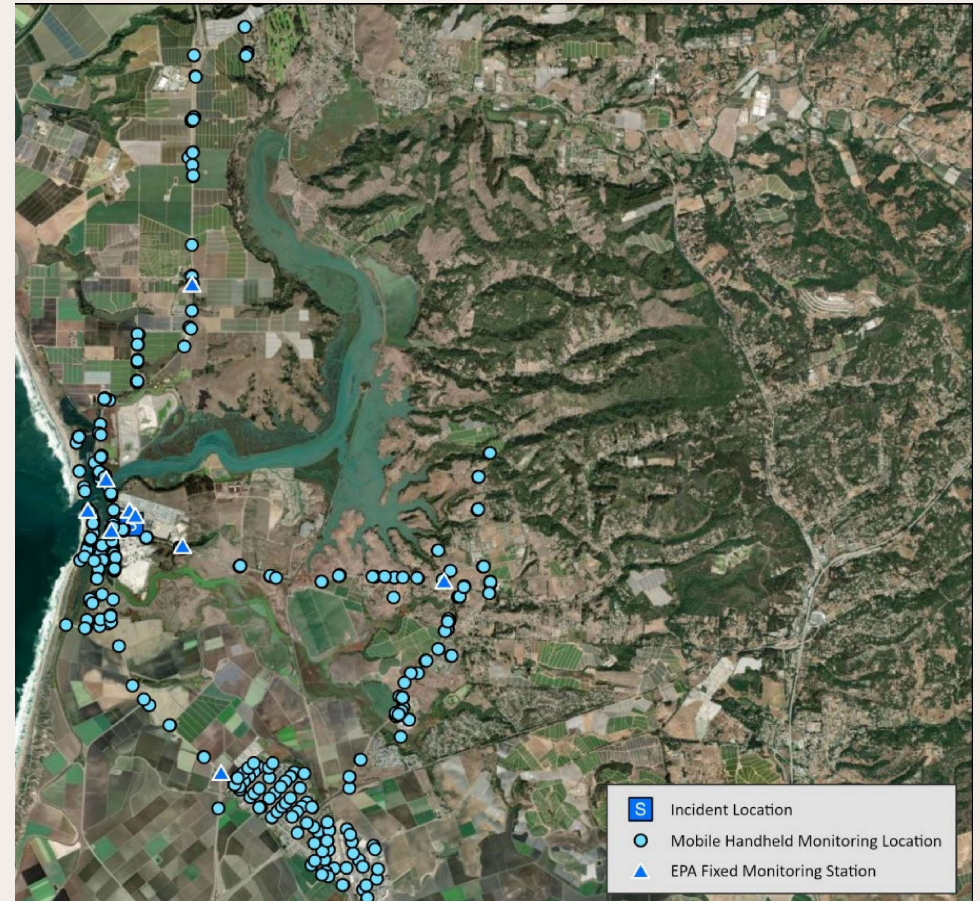 S
S Incident Location
Mobile Handheld Monitoring Location
EPA Fixed Monitoring Station